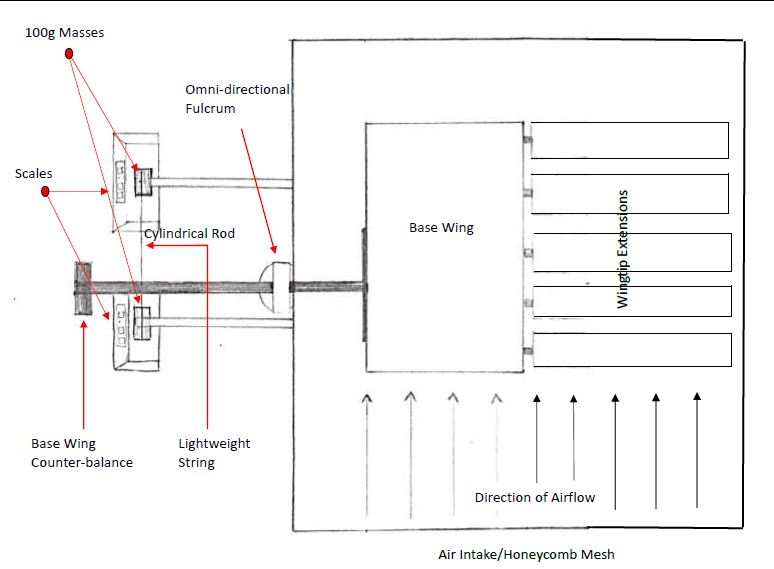 100g Masses
Omni-directional
Fulcrum
Scales
Cylindrical Rod
Base Wing
Wingtip Extensions
Base Wing
Counter-balance
Lightweight
String
Direction of Airflow
Air Intake/Honeycomb Mesh